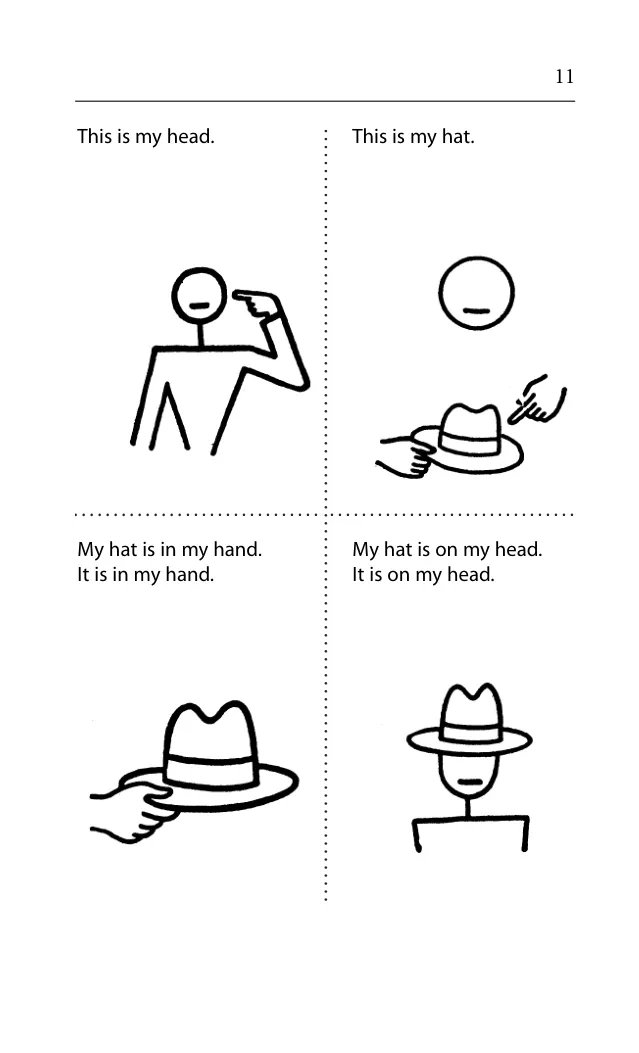 11
This is my head.
This is my hat.
My hat is in my hand.
It is in my hand.
My hat is on my head.
It is on my head.